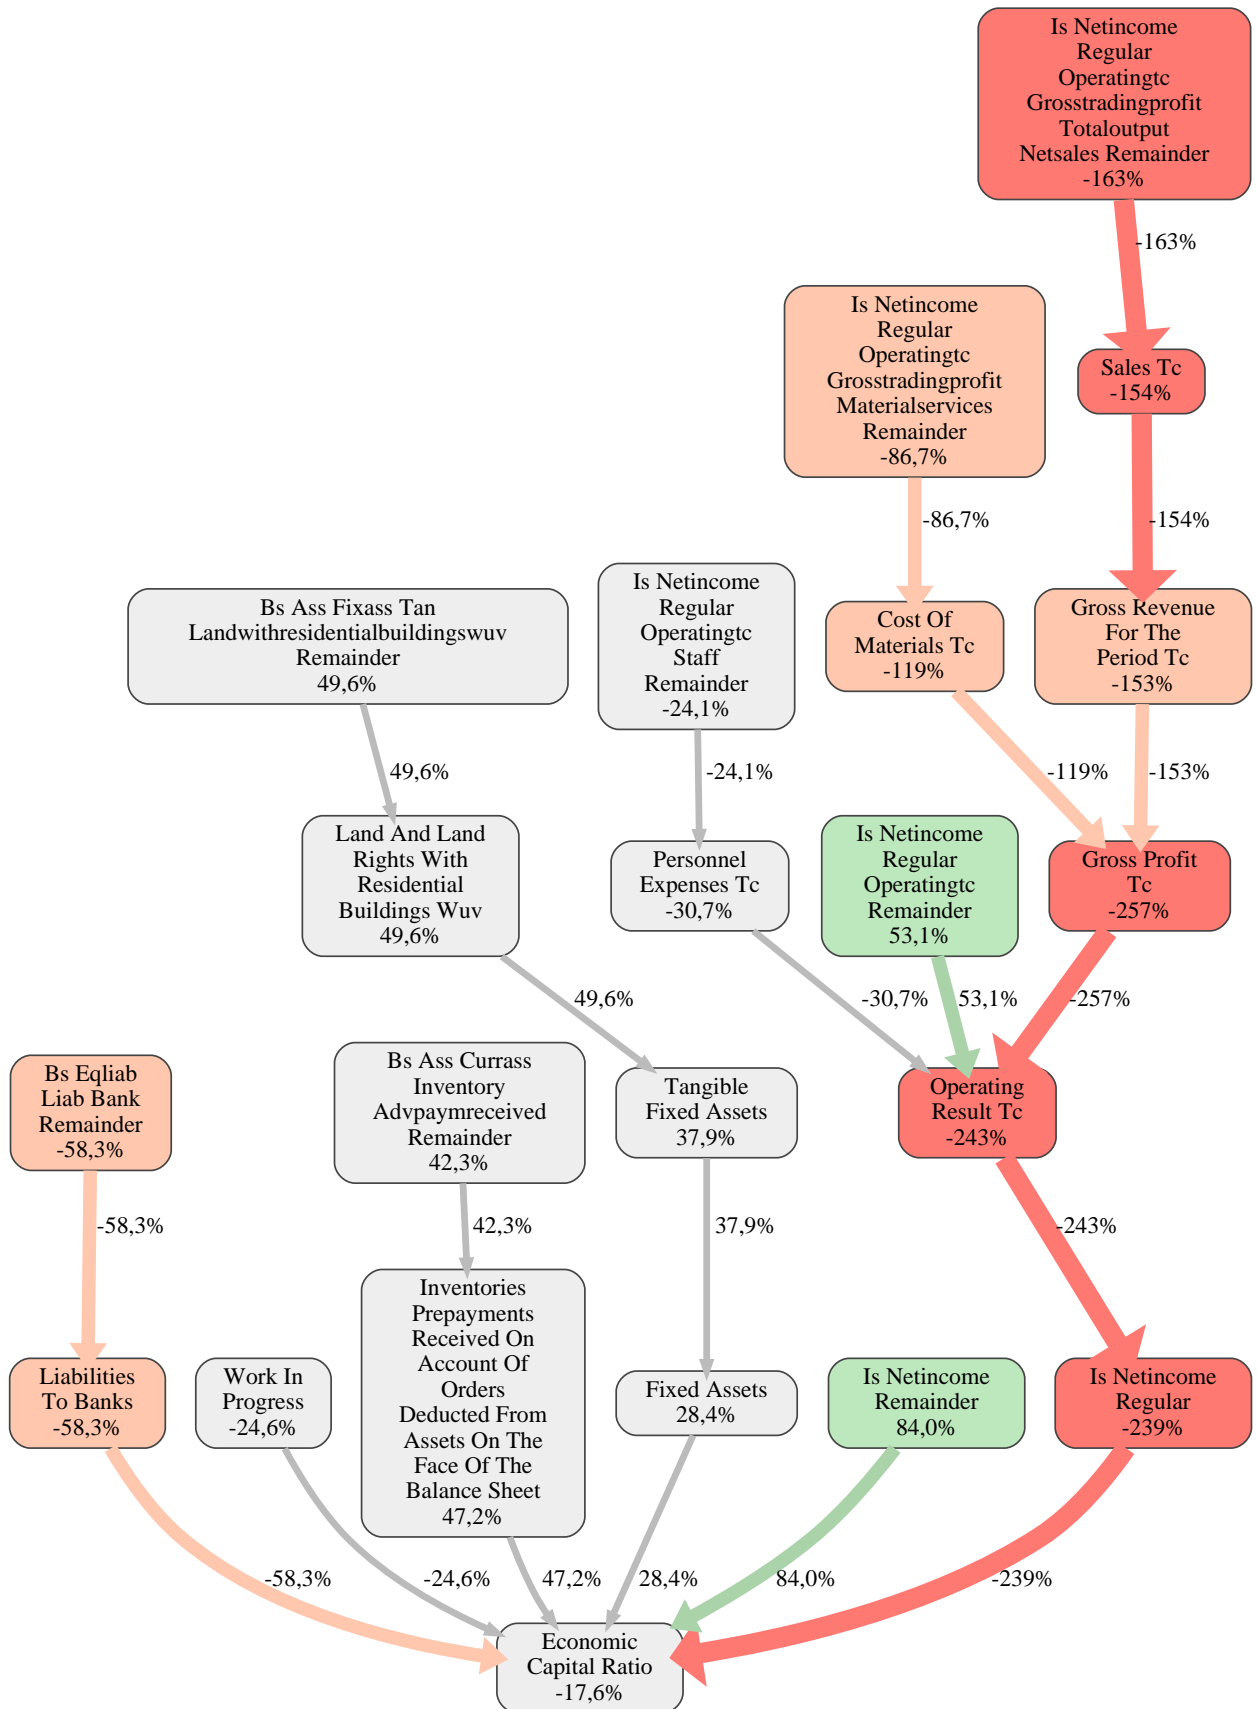 Is Netincome
Regular
Operatingtc
Grosstradingprofit
Totaloutput
Netsales Remainder
-163%
-163%
Is Netincome
Regular
Operatingtc
Grosstradingprofit
Materialservices
Remainder
-86,7%
Sales Tc
-154%
-86,7%
-154%
Bs Ass Fixass Tan
Landwithresidentialbuildingswuv
Remainder
49,6%
Is Netincome
Regular
Operatingtc
Staff
Remainder
-24,1%
Cost Of
Materials Tc
-119%
Gross Revenue
For The
Period Tc
-153%
49,6%
-24,1%
-119%
-153%
Land And Land
Rights With
Residential
Buildings Wuv
49,6%
Personnel
Expenses Tc
-30,7%
Is Netincome
Regular
Operatingtc
Remainder
53,1%
Gross Profit
Tc
-257%
49,6%
-30,7%
53,1%
-257%
Bs Eqliab
Liab Bank
Remainder
-58,3%
Bs Ass Currass
Inventory
Advpaymreceived
Remainder
42,3%
Tangible
Fixed Assets
37,9%
Operating
Result Tc
-243%
-58,3%
42,3%
37,9%
-243%
Liabilities
To Banks
-58,3%
Work In
Progress
-24,6%
Inventories
Prepayments
Received On
Account Of
Orders
Deducted From
Assets On The
Face Of The
Balance Sheet
47,2%
Fixed Assets
28,4%
Is Netincome
Remainder
84,0%
Is Netincome
Regular
-239%
-58,3%
-24,6%
47,2%
28,4%
84,0%
-239%
Economic
Capital Ratio
-17,6%